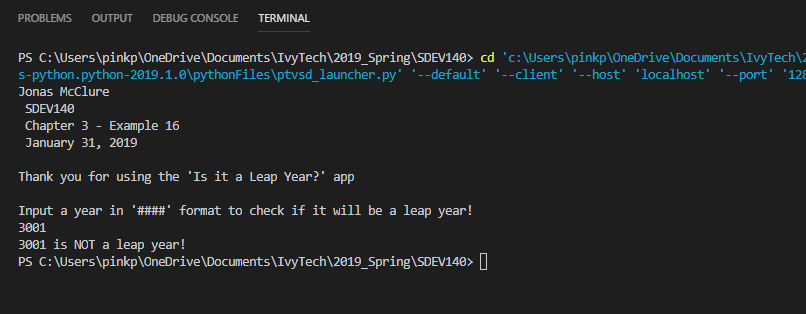 PROBLEMS OUTPUT DEBUG CONSOLE TERMINAL
PS C:\Users\pinkp\OneDrive\Documents\IvyTech\2019_Spring\SDEV140> cd 'c:\Users\pinkp\OneDrive\Documents\IvyTech\2
s-python.python-2019.1.0\pythonFiles\ptvsd_launcher.py' '--default' '--client' '--host' 'localhost' '--port' '128
Jonas McClure
SDEV140
Chapter 3 - Example 16
January 31, 2019
Thank you for using the 'Is it a Leap Year?' app
Input a year in '####' format to check if it will be a leap year!
3001
3001 is NOT a leap year!
PS C:\Users\pinkp\OneDrive\Documents\IvyTech\2019_Spring\SDEV140>